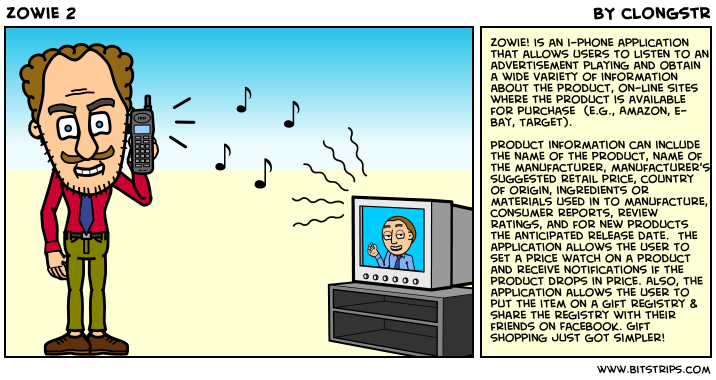 ZOWIE 2
BY CLONGSTR
ZOWIE! IS AN I-PHONE APPLICATION
THAT ALLOWS USERS TO LISTEN TO AN
ADVERTISEMENT PLAYING AND OBTAIN
A WIDE VARIETY OF INFORMATION
ABOUT THE PRODUCT, ON-LINE SITES
WHERE THE PRODUCT IS AVAILABLE
FOR PURCHASE (E.G., AMAZON, E-
BAY, TARGET).
PRODUCT INFORMATION CAN INCLUDE
THE NAME OF THE PRODUCT, NAME OF
THE MANUFACTURER, MANUFACTURER'S
SUGGESTED RETAIL PRICE, COUNTRY
OF ORIGIN, INGREDIENTS OR
MATERIALS USED IN TO MANUFACTURE,
CONSUMER REPORTS, REVIEW
RATINGS, AND FOR NEW PRODUCTS
THE ANTICIPATED RELEASE DATE. THE
APPLICATION ALLOWS THE USER TO
SET A PRICE WATCH ON A PRODUCT
AND RECEIVE NOTIFICATIONS IF THE
PRODUCT DROPS IN PRICE. ALSO, THE
APPLICATION ALLOWS THE USER TO
PUT THE ITEM ON A GIFT REGISTRY &
SHARE THE REGISTRY WITH THEIR
FRIENDS ON FACEBOOK. GIFT
SHOPPING JUST GOT SIMPLER!
WWW.BITSTRIPS.COM